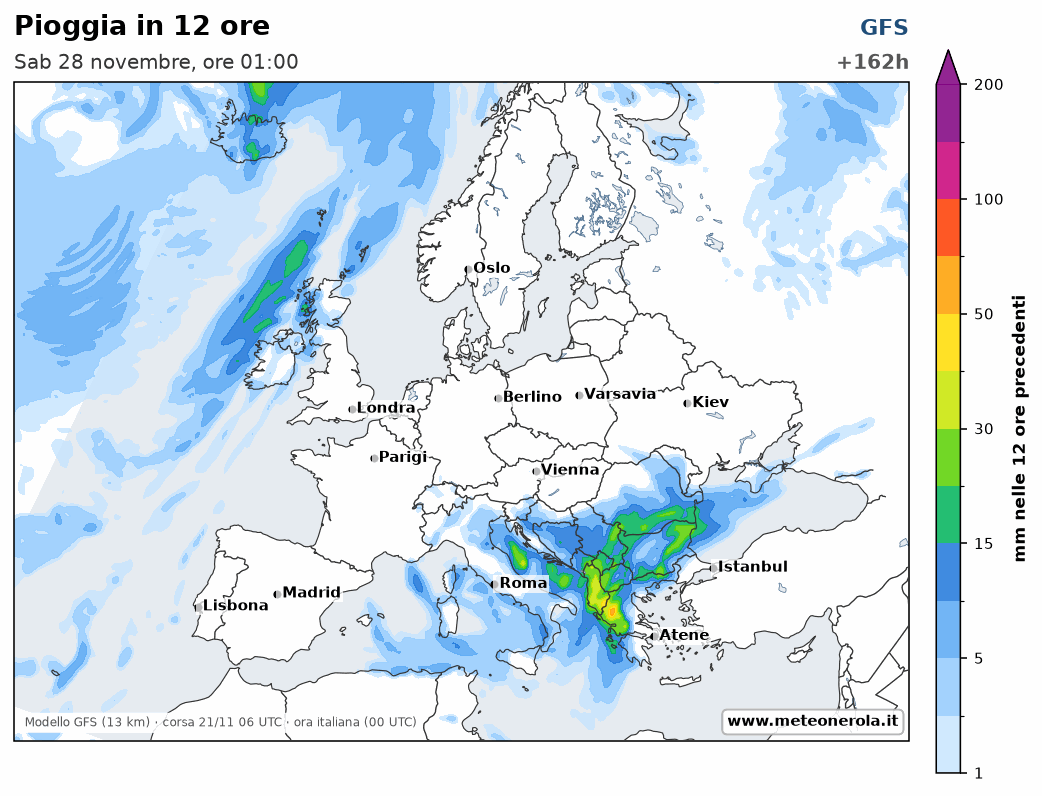 Pioggia in 12 ore
GFS
Sab 28 novembre, ore 01:00
+162h
200
100
50
30
15
5
1
mm nelle 12 ore precedenti
Oslo
Berlino
Varsavia
Kiev
Londra
Parigi
Vienna
Istanbul
Roma
Madrid
Lisbona
Atene
Modello GFS (13 km) · corsa 21/11 06 UTC · ora italiana (00 UTC)
www.meteonerola.it